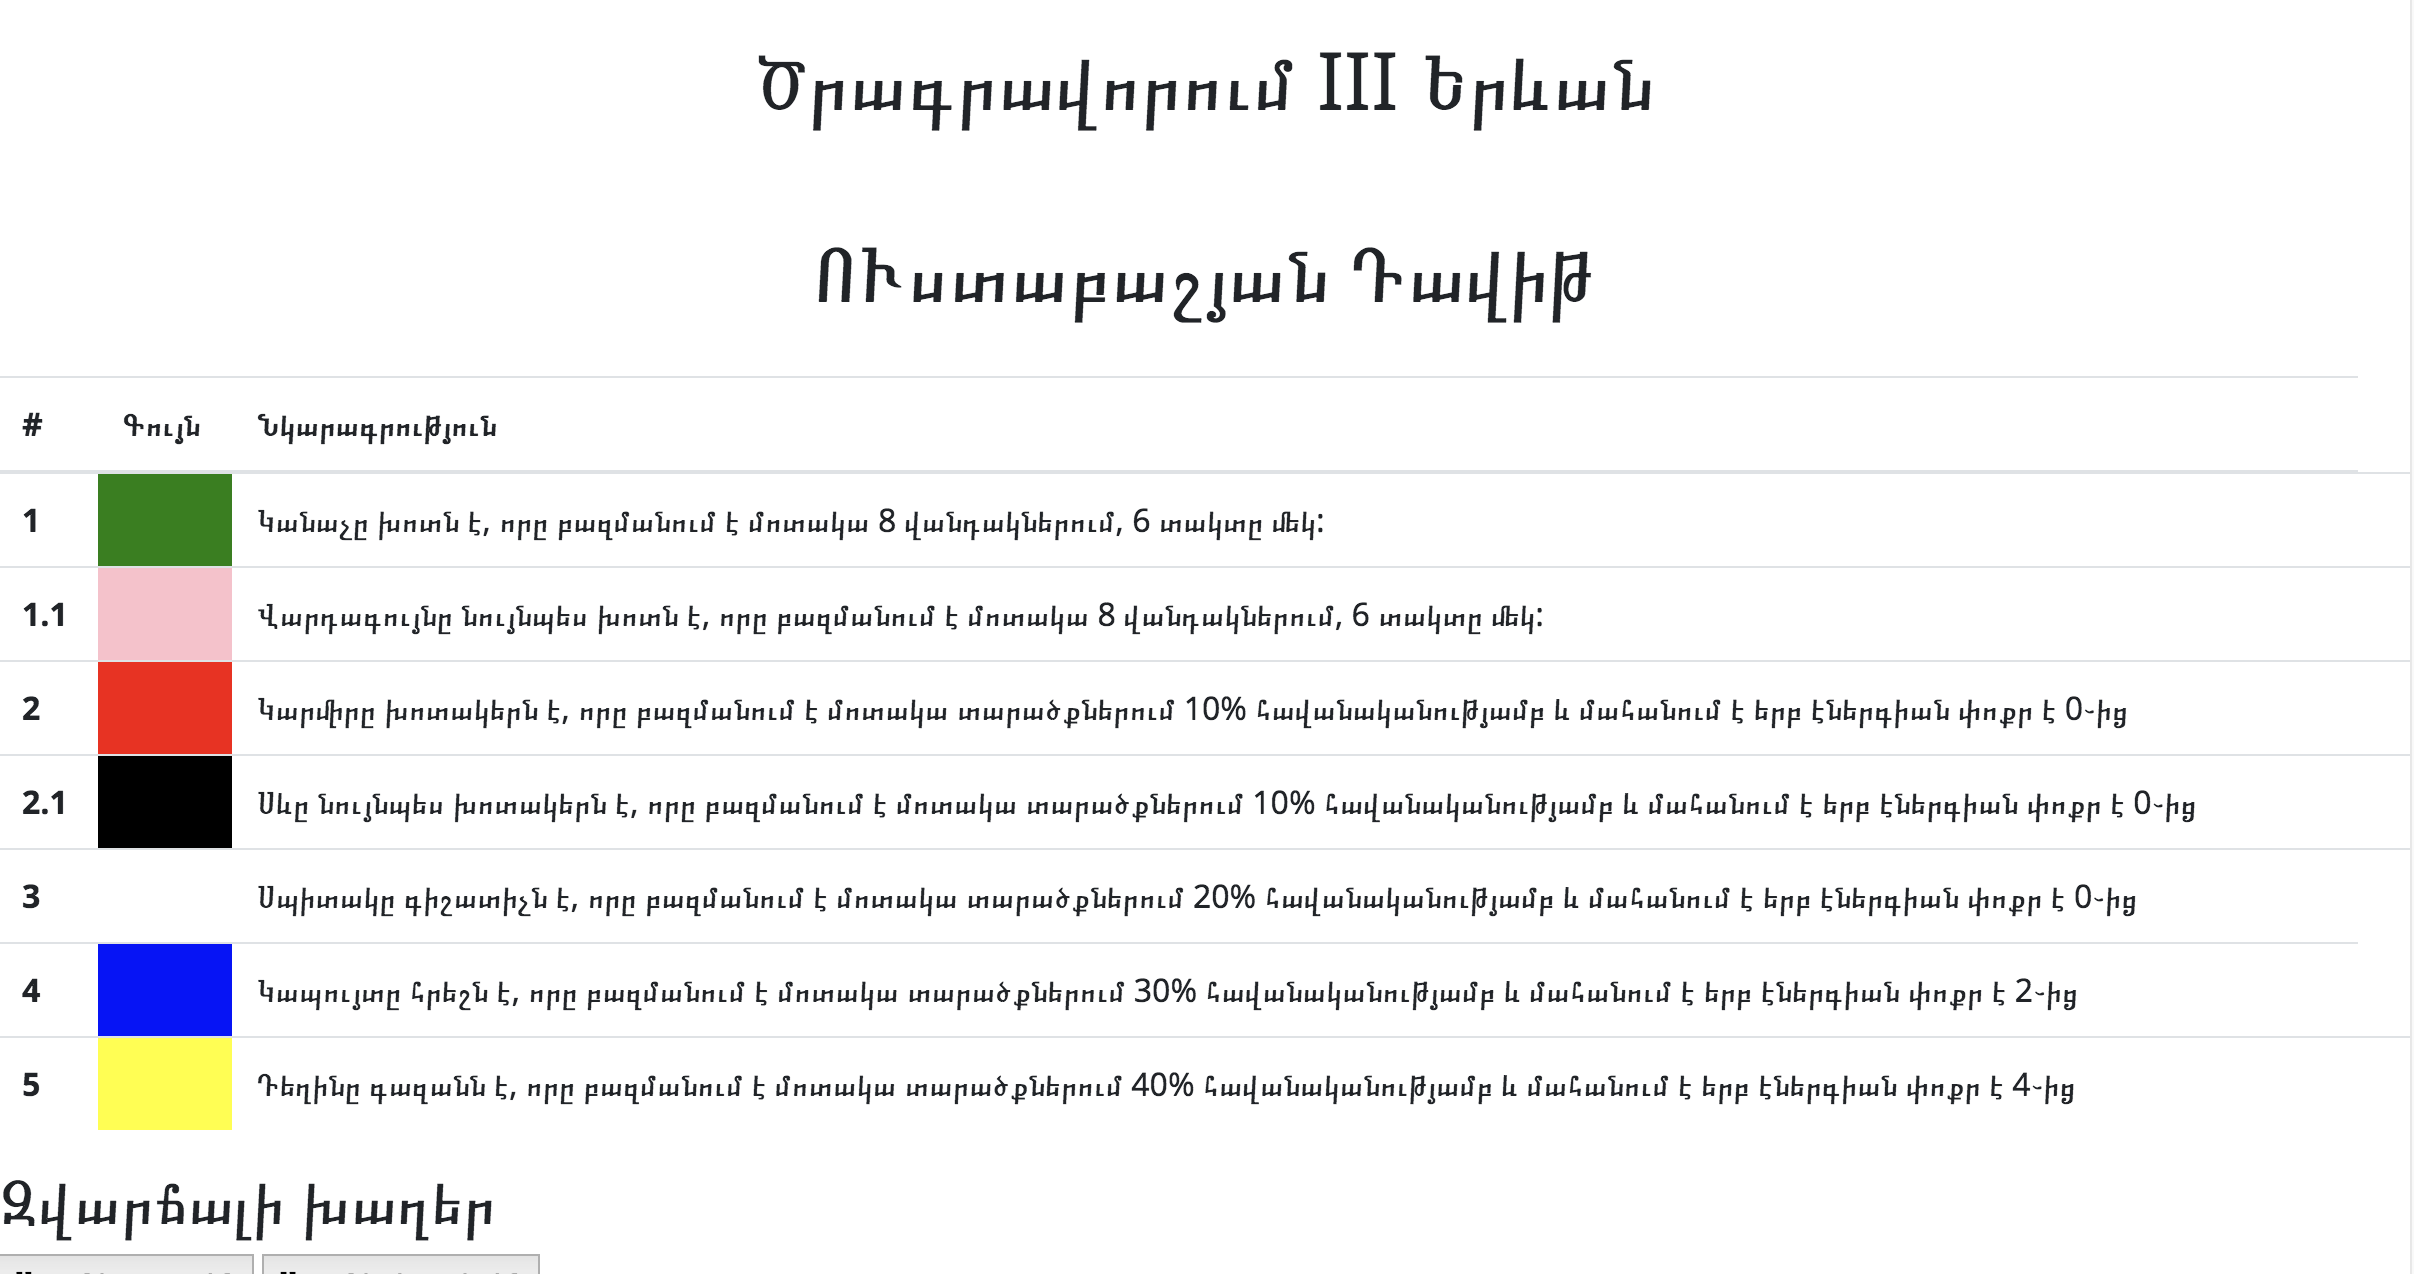 Ծրագրավորում III Երևան
ՈՒստաբաշյան Դավիթ
# Գույն Նկարագրություն
1 Կանաչը խոտն է, որը բազմանում է մոտակա 8 վանդակներում, 6 տակտը մեկ:
1.1 Վարդագույնը նույնպես խոտն է, որը բազմանում է մոտակա 8 վանդակներում, 6 տակտը մեկ:
2 Կարմիրը խոտակերն է, որը բազմանում է մոտակա տարածքներում 10% հավանականությամբ և մահանում է երբ էներգիան փոքր է 0֊ից
2.1 Սևը նույնպես խոտակերն է, որը բազմանում է մոտակա տարածքներում 10% հավանականությամբ և մահանում է երբ էներգիան փոքր է 0֊ից
3 Սպիտակը գիշատիչն է, որը բազմանում է մոտակա տարածքներում 20% հավանականությամբ և մահանում է երբ էներգիան փոքր է 0֊ից
4 Կապույտը հրեշն է, որը բազմանում է մոտակա տարածքներում 30% հավանականությամբ և մահանում է երբ էներգիան փոքր է 2֊ից
5 Դեղինը գազանն է, որը բազմանում է մոտակա տարածքներում 40% հավանականությամբ և մահանում է երբ էներգիան փոքր է 4֊ից
Զվարճալի խաղեր